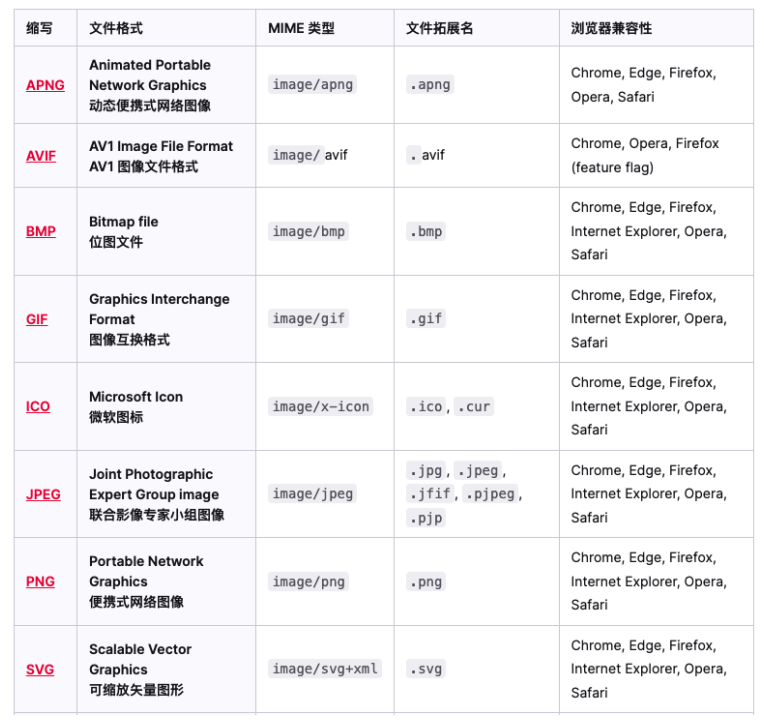 缩写 文件格式 MIME 类型 文件拓展名 浏览器兼容性
APNG
Animated Portable
Network Graphics
动态便携式网络图像
image/apng
.apng
Chrome, Edge, Firefox,
Opera, Safari
AVIF
AV1 Image File Format
AV1 图像文件格式
image/ avif
. avif
Chrome, Opera, Firefox
(feature flag)
BMP
Bitmap file
位图文件
image/bmp
.bmp
Chrome, Edge, Firefox,
Internet Explorer, Opera,
Safari
GIF
Graphics Interchange
Format
图像互换格式
image/gif
.gif
Chrome, Edge, Firefox,
Internet Explorer, Opera,
Safari
ICO
Microsoft Icon
微软图标
image/x-icon
.ico, .cur
Chrome, Edge, Firefox,
Internet Explorer, Opera,
Safari
JPEG
Joint Photographic
Expert Group image
联合影像专家小组图像
image/jpeg
.jpg, .jpeg,
.jfif, .pjpeg,
.pjp
Chrome, Edge, Firefox,
Internet Explorer, Opera,
Safari
PNG
Portable Network
Graphics
便携式网络图像
image/png
.png
Chrome, Edge, Firefox,
Internet Explorer, Opera,
Safari
SVG
Scalable Vector
Graphics
可缩放矢量图形
image/svg+xml
.svg
Chrome, Edge, Firefox,
Internet Explorer, Opera,
Safari